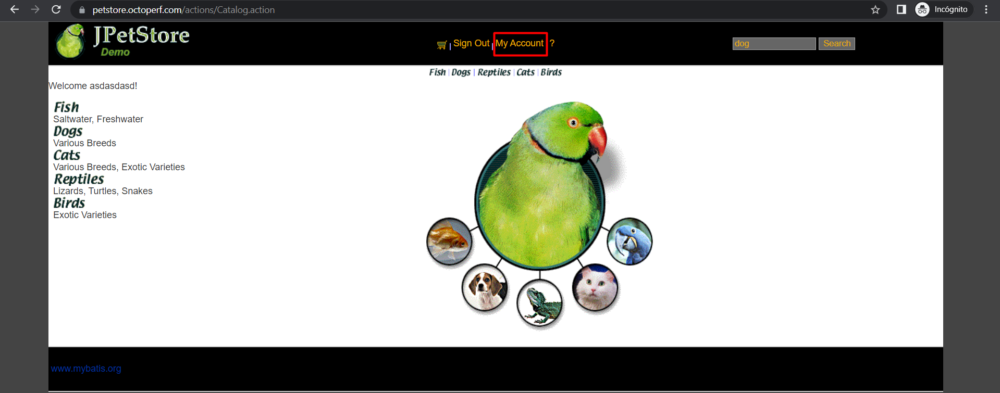 petstore.octoperf.com/actions/Catalog.action
Incógnito
JPetStore
Demo
| Sign Out | My Account ?
dog
Search
Fish | Dogs | Reptiles | Cats | Birds
Welcome asdasdasd!
Fish
Saltwater, Freshwater
Dogs
Various Breeds
Cats
Various Breeds, Exotic Varieties
Reptiles
Lizards, Turtles, Snakes
Birds
Exotic Varieties
www.mybatis.org